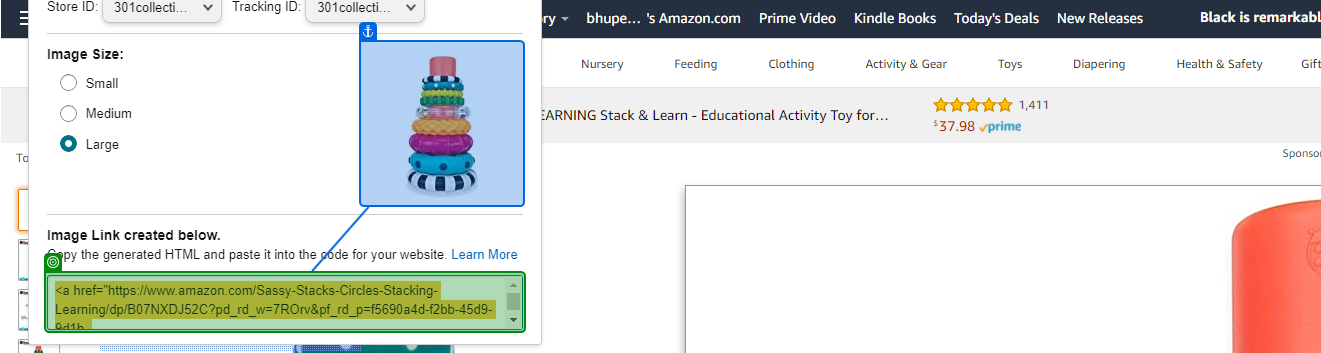 Store ID: 301collecti... Tracking ID: 301collecti...
ry bhupe... 's Amazon.com Prime Video Kindle Books Today's Deals New Releases
Black is remarkabl
Image Size:
Small
Medium
Large
Nursery Feeding Clothing Activity & Gear Toys Diapering Health & Safety Gift
EARNING Stack & Learn - Educational Activity Toy for...
1,411
$37.98 prime
To
Sponso
Image Link created below.
Copy the generated HTML and paste it into the code for your website. Learn More
<a href="https://www.amazon.com/Sassy-Stacks-Circles-Stacking-
Learning/dp/B07NXDJ52C?pd_rd_w=7ROrv&pf_rd_p=f5690a4d-f2bb-45d9-
9d1b-